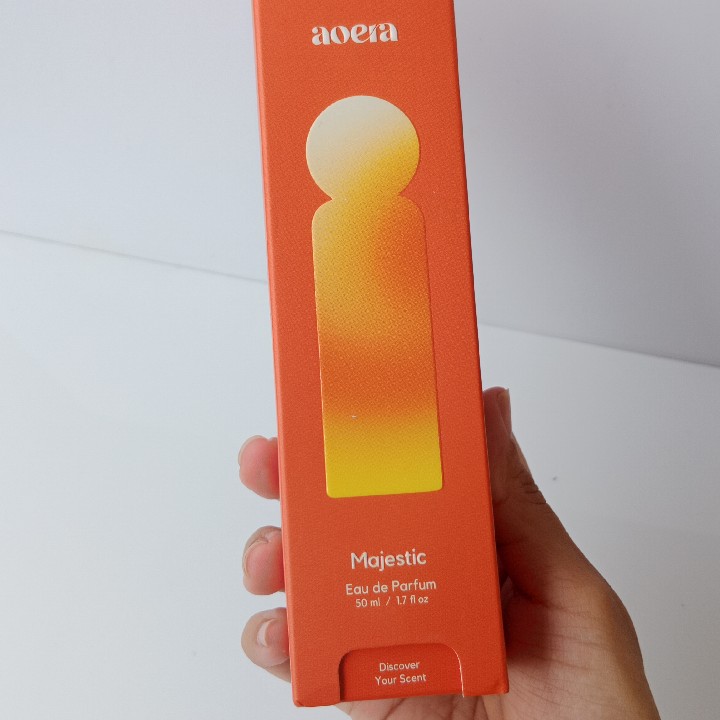 aoera
Majestic
Eau de Parfum
50 ml / 1.7 fl oz
Discover
Your Scent